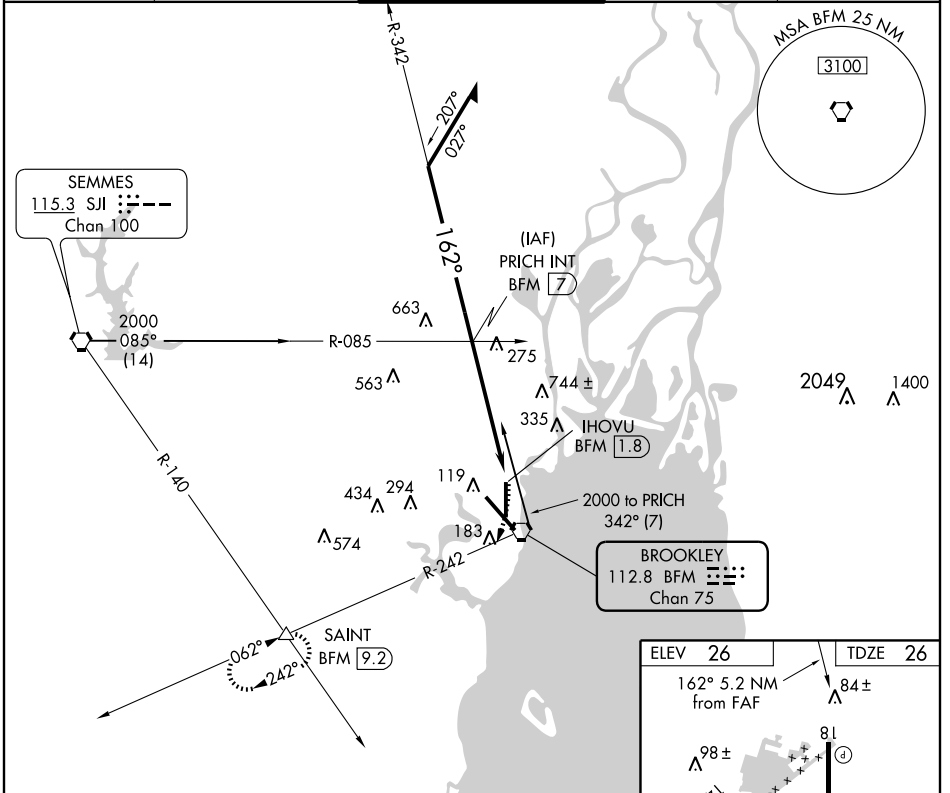 R-342
207°
027°
MSA BFM 25 NM
3100
SEMMES
115.3 SJI
Chan 100
162°
(IAF)
PRICH INT
BFM 7
663
2000
085°
(14)
R-085
275
563
744 ±
335
2049
1400
IHOVU
BFM 1.8
R-140
119
434
294
2000 to PRICH
342° (7)
574
183
R-242
BROOKLEY
112.8 BFM
Chan 75
SAINT
BFM 9.2
062°
242°
ELEV 26
TDZE 26
162° 5.2 NM
from FAF
84 ±
18
P
98 ±